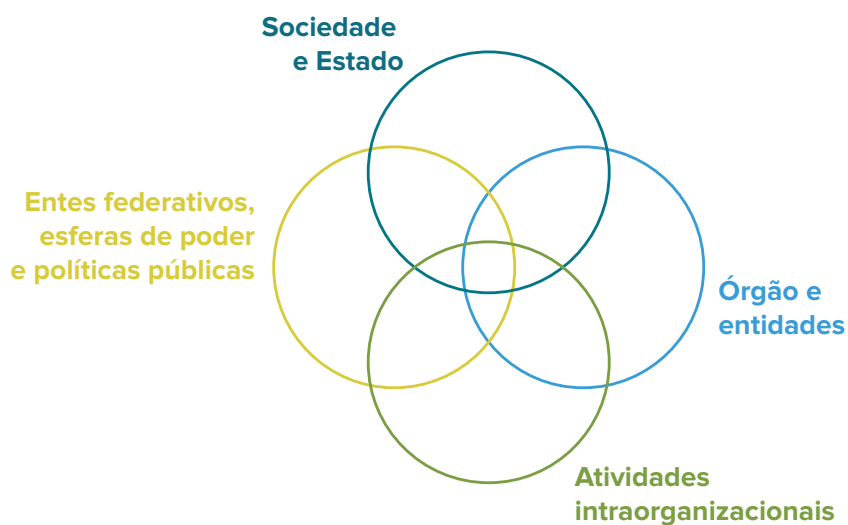 Sociedade
e Estado
Entes federativos,
esferas de poder
e políticas públicas
Órgão e
entidades
Atividades
intraorganizacionais